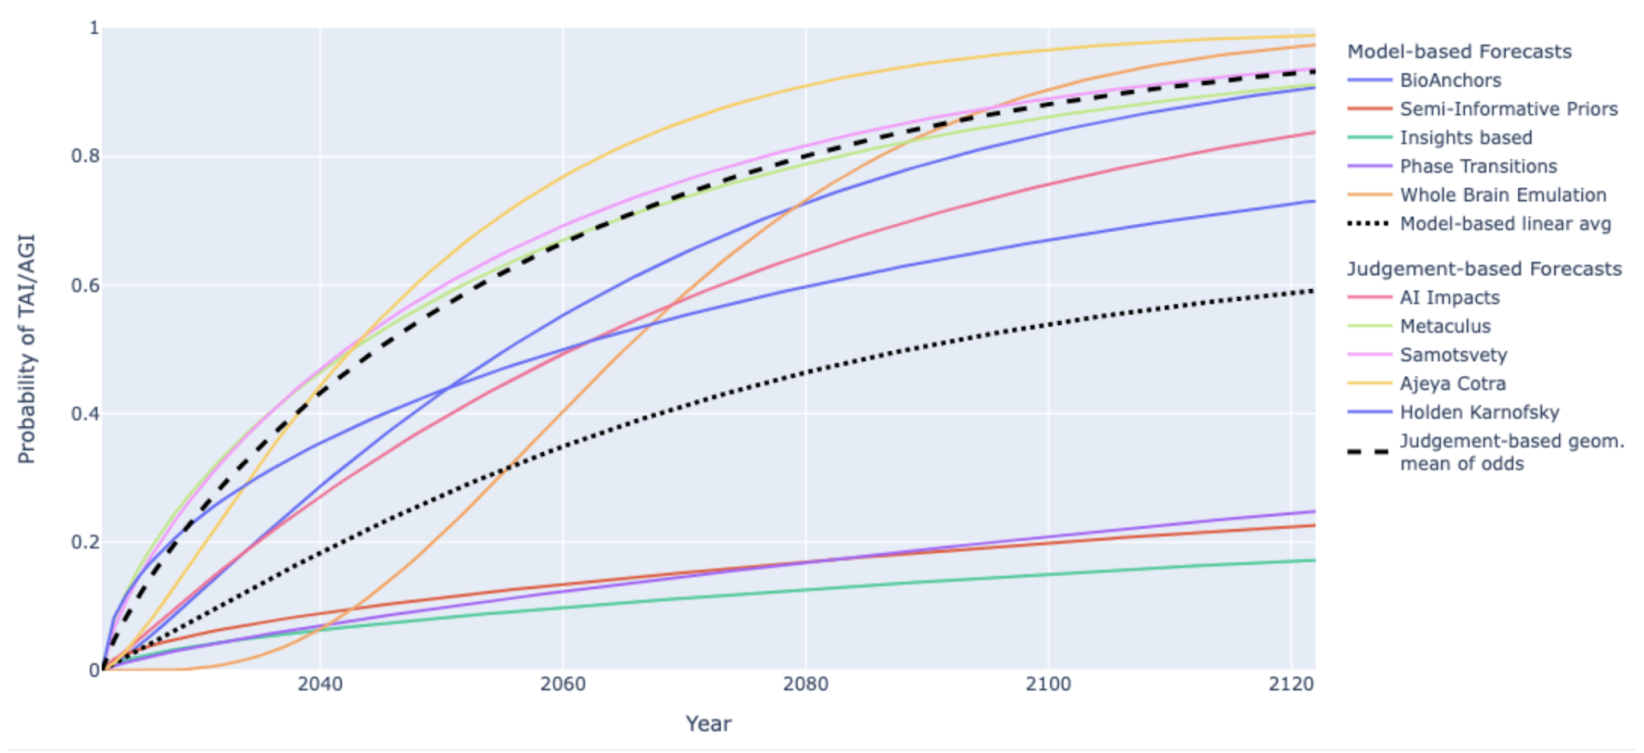 1
0.8
0.6
0.4
0.2
0
Probability of TAI/AGI
2040
2060
2080
2100
2120
Year
Model-based Forecasts
BioAnchors
Semi-Informative Priors
Insights based
Phase Transitions
Whole Brain Emulation
Model-based linear avg
Judgement-based Forecasts
AI Impacts
Metaculus
Samotsvety
Ajeya Cotra
Holden Karnofsky
Judgement-based geom.
mean of odds